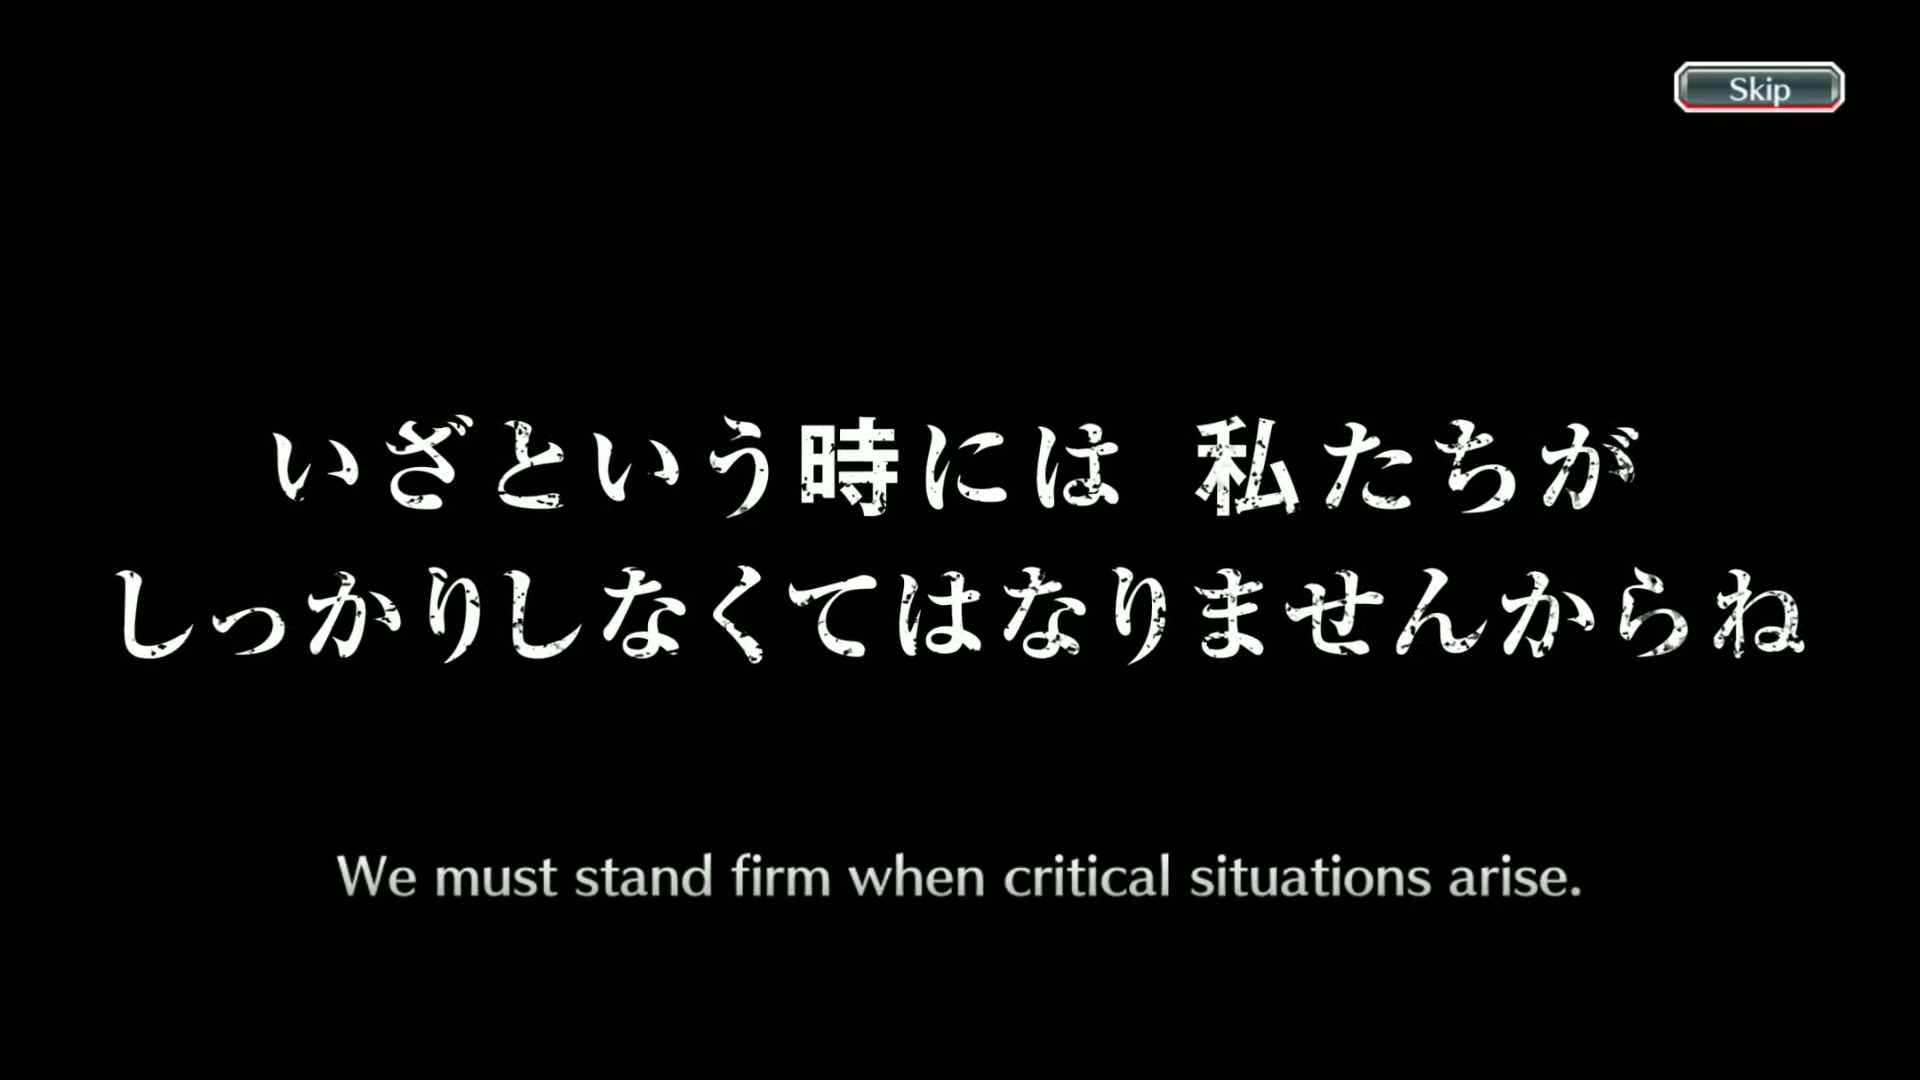 Skip
いざという時には 私たちが
しっかりしなくてはなりませんからね
We must stand firm when critical situations arise.